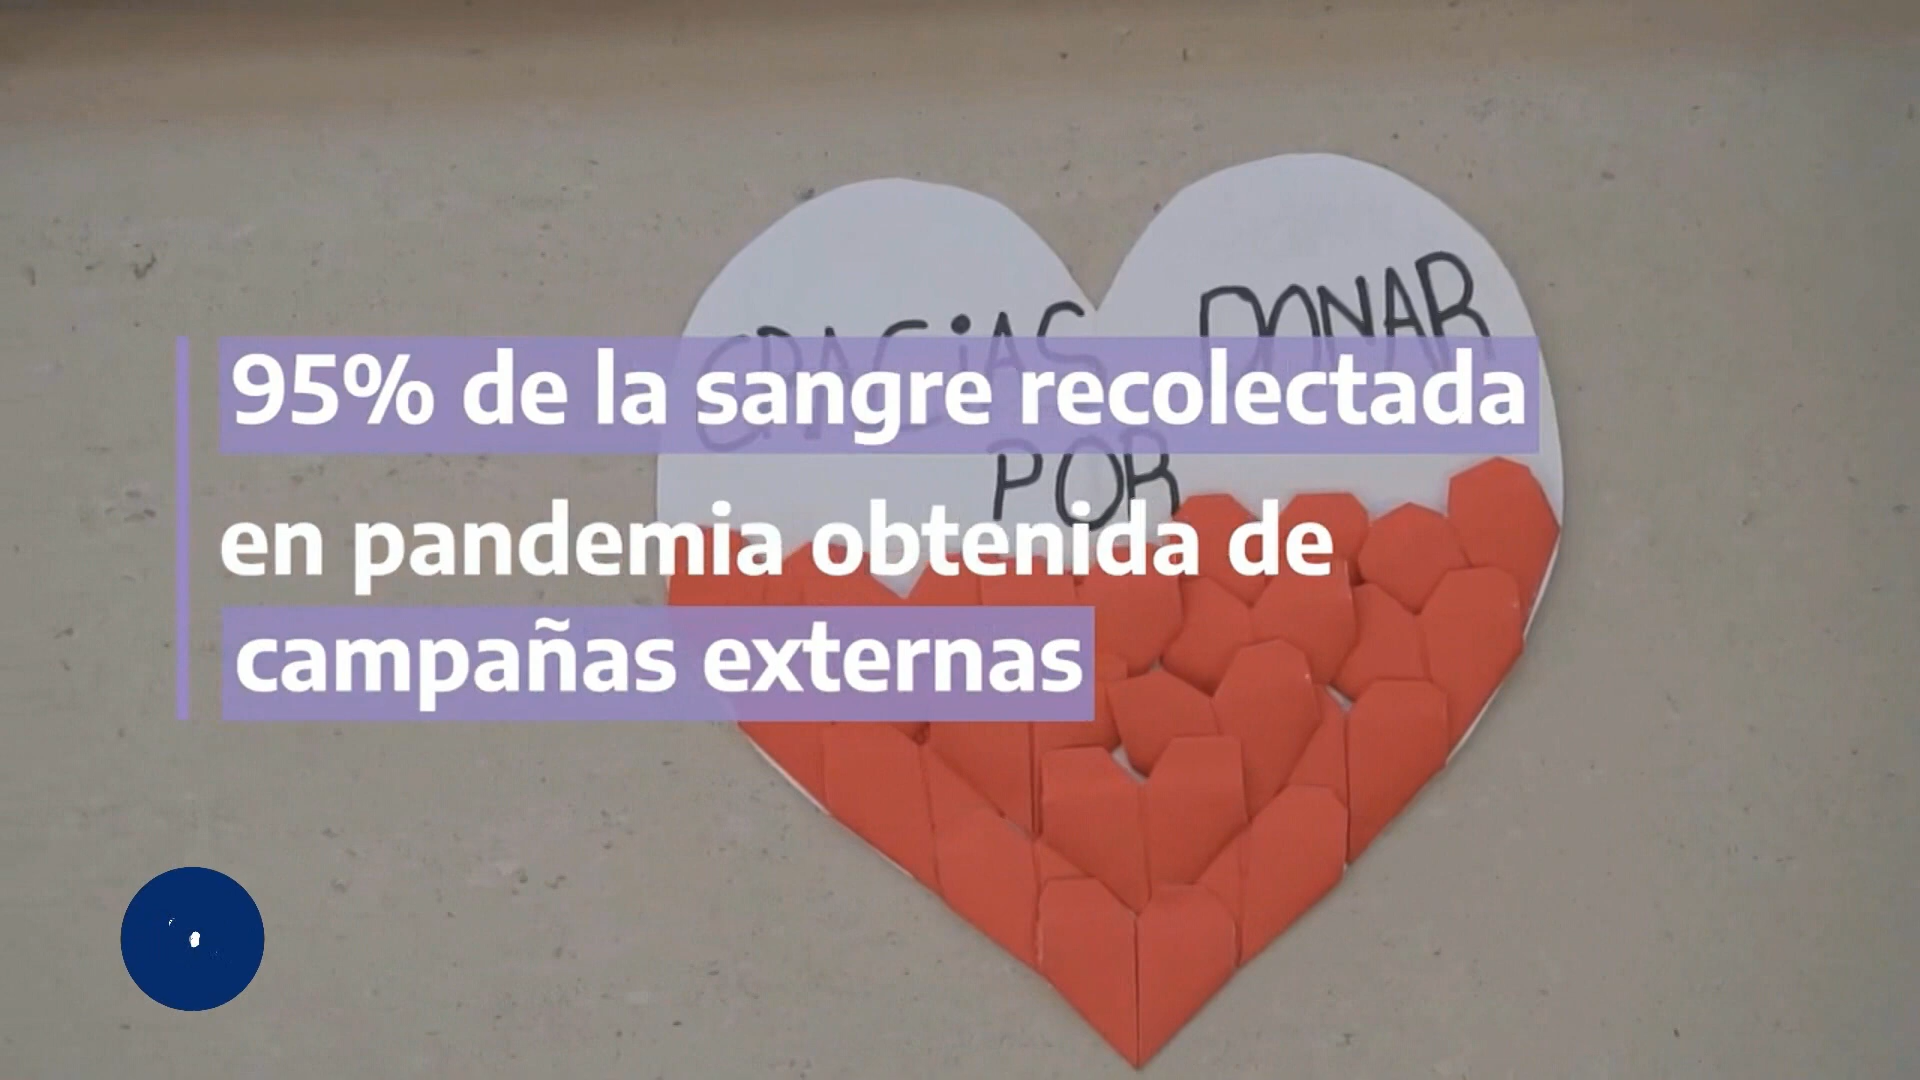 GRACIAS DONAR
POR
95% de la sangre recolectada
en pandemia obtenida de
campañas externas